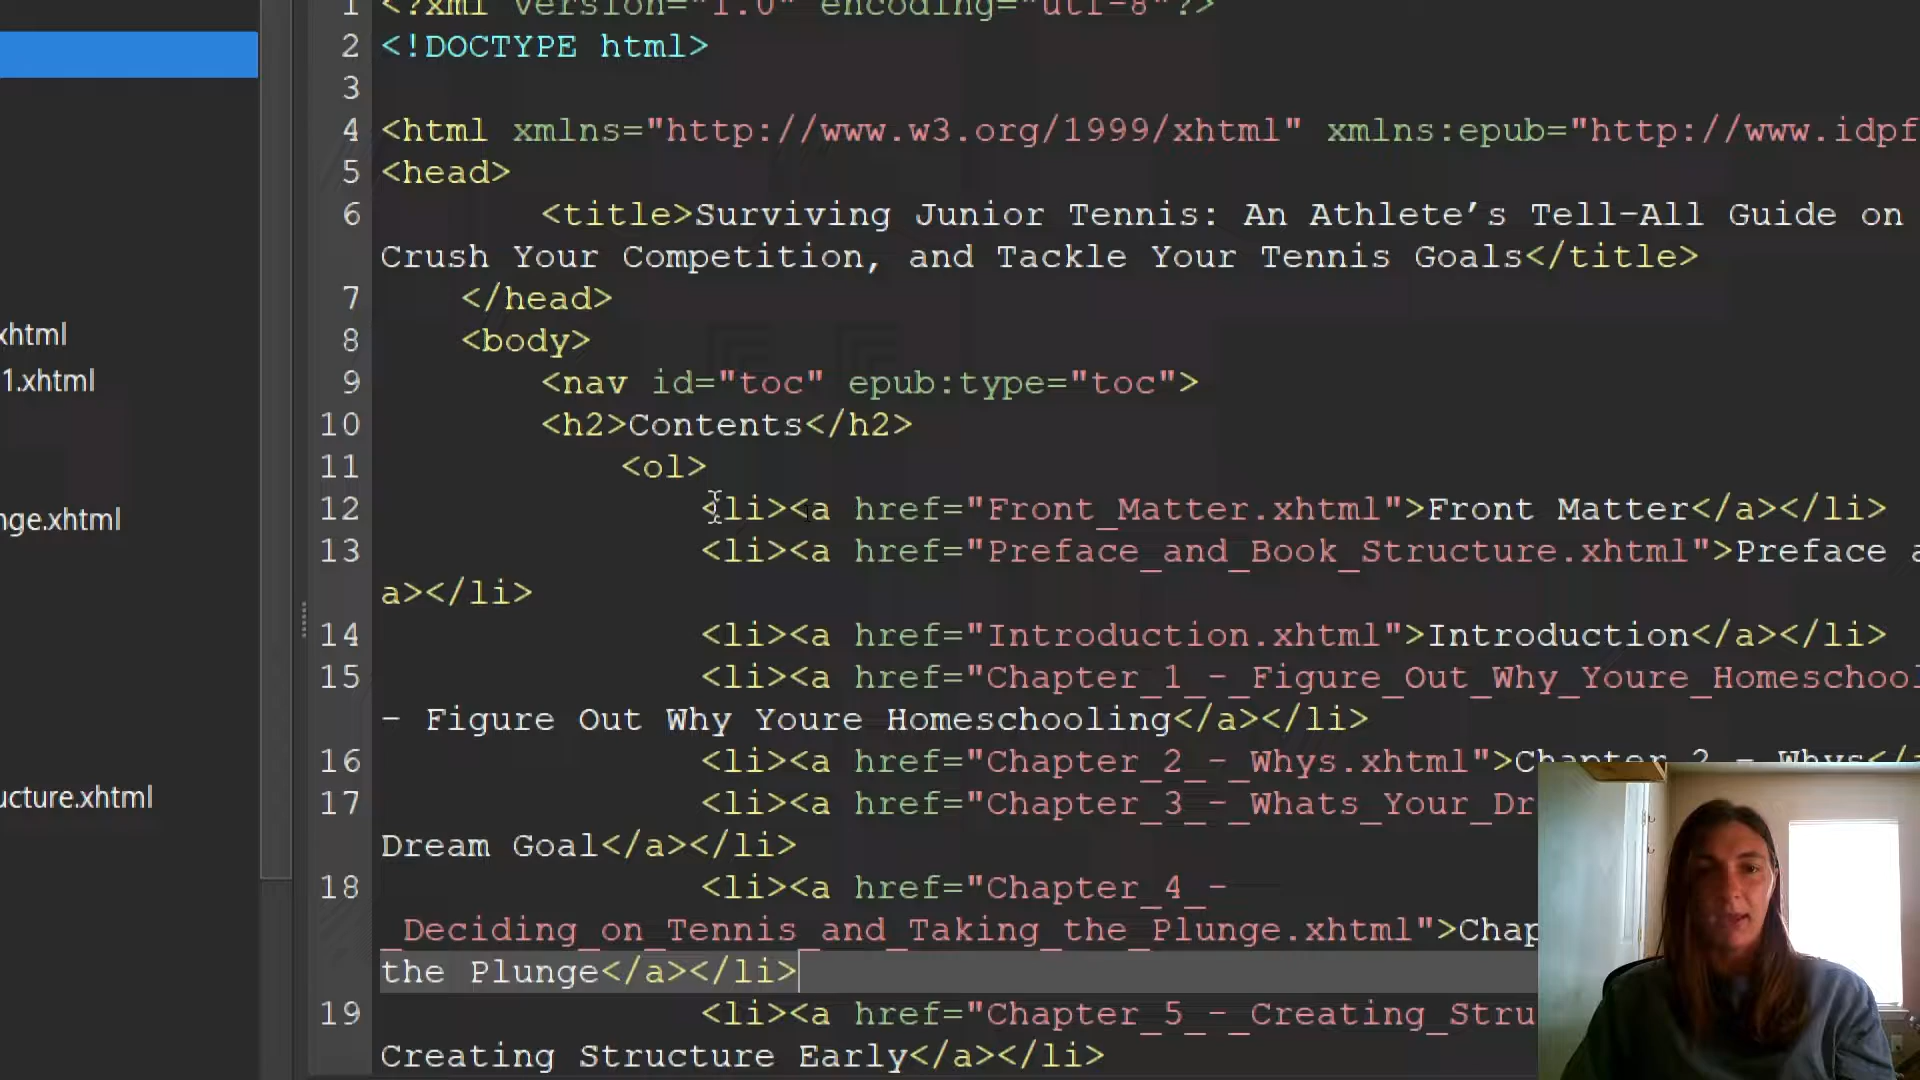 1 <?xml version="1.0" encoding="utf-8"?>
2 <!DOCTYPE html>
3
4 <html xmlns="http://www.w3.org/1999/xhtml" xmlns:epub="http://www.idpf
5 <head>
6 <title>Surviving Junior Tennis: An Athlete’s Tell-All Guide on
Crush Your Competition, and Tackle Your Tennis Goals</title>
7 </head>
xhtml
8 <body>
1.xhtml
9 <nav id="toc" epub:type="toc">
10 <h2>Contents</h2>
11 <ol>
12 <li><a href="Front_Matter.xhtml">Front Matter</a></li>
nge.xhtml
13 <li><a href="Preface_and_Book_Structure.xhtml">Preface a
a></li>
14 <li><a href="Introduction.xhtml">Introduction</a></li>
15 <li><a href="Chapter_1_-_Figure_Out_Why_Youre_Homeschool
- Figure Out Why Youre Homeschooling</a></li>
16 <li><a href="Chapter_2_-_Whys.xhtml">Chapter 2 - Whys</a
ucture.xhtml
17 <li><a href="Chapter_3_-_Whats_Your_Dr
Dream Goal</a></li>
18 <li><a href="Chapter_4_-
_Deciding_on_Tennis_and_Taking_the_Plunge.xhtml">Chap
the Plunge</a></li>
19 <li><a href="Chapter_5_-_Creating_Stru
Creating Structure Early</a></li>